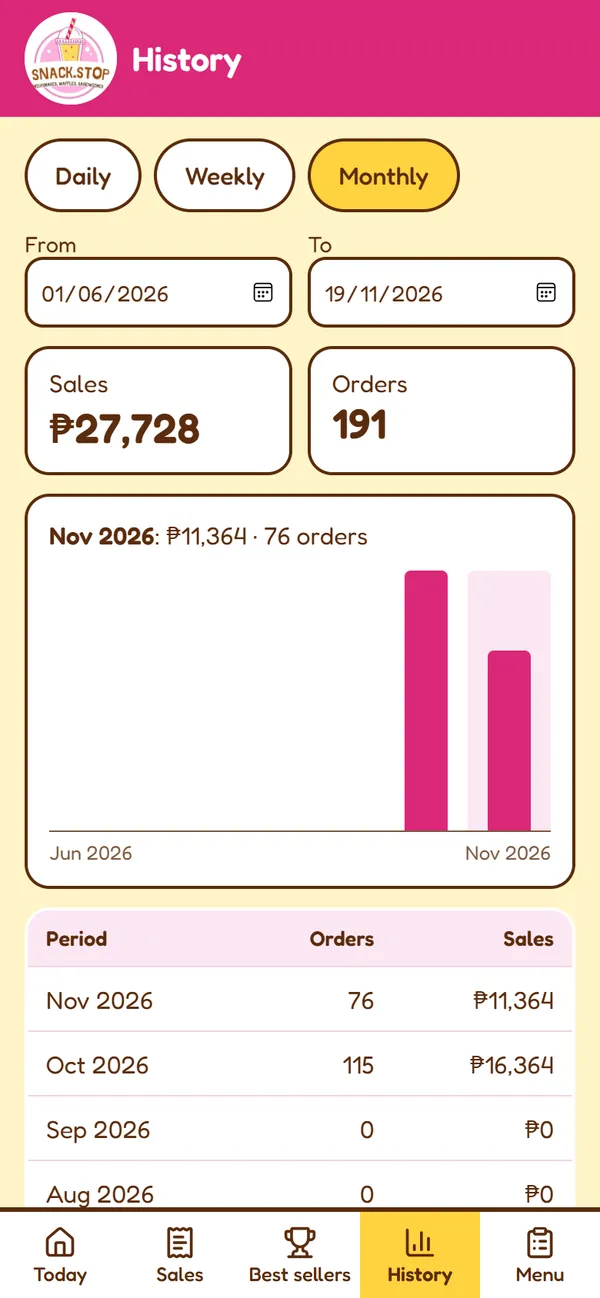 SNACK.STOP
History
Daily Weekly Monthly
From To
01/06/2026 19/11/2026
Sales Orders
₱27,728 191
Nov 2026: ₱11,364 · 76 orders
Jun 2026 Nov 2026
Period Orders Sales
Nov 2026 76 ₱11,364
Oct 2026 115 ₱16,364
Sep 2026 0 ₱0
Aug 2026 0 ₱0
Today Sales Best sellers History Menu